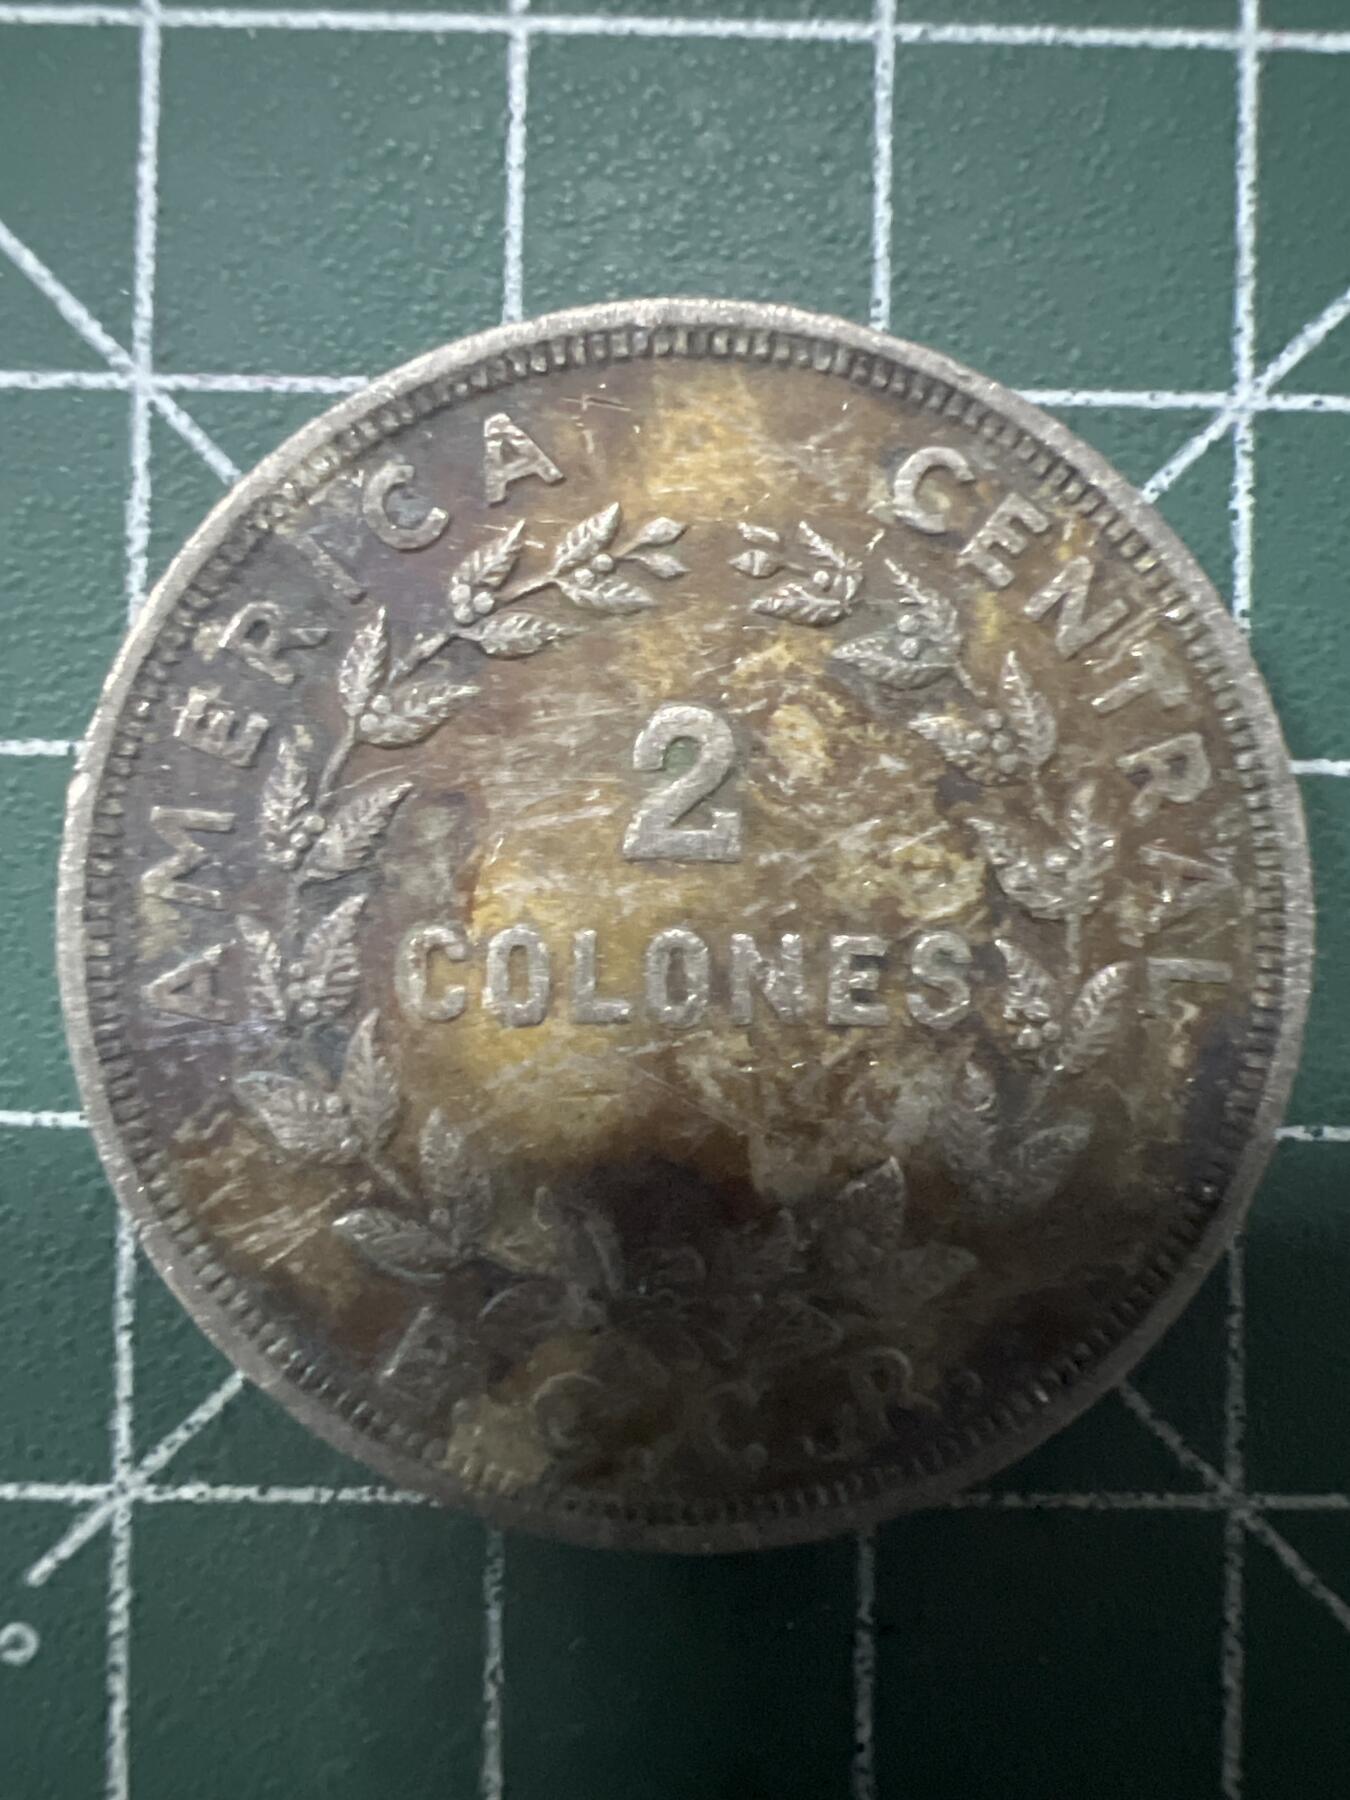 AMERICA CENTRAL
2
COLONES
B.C.C.R.